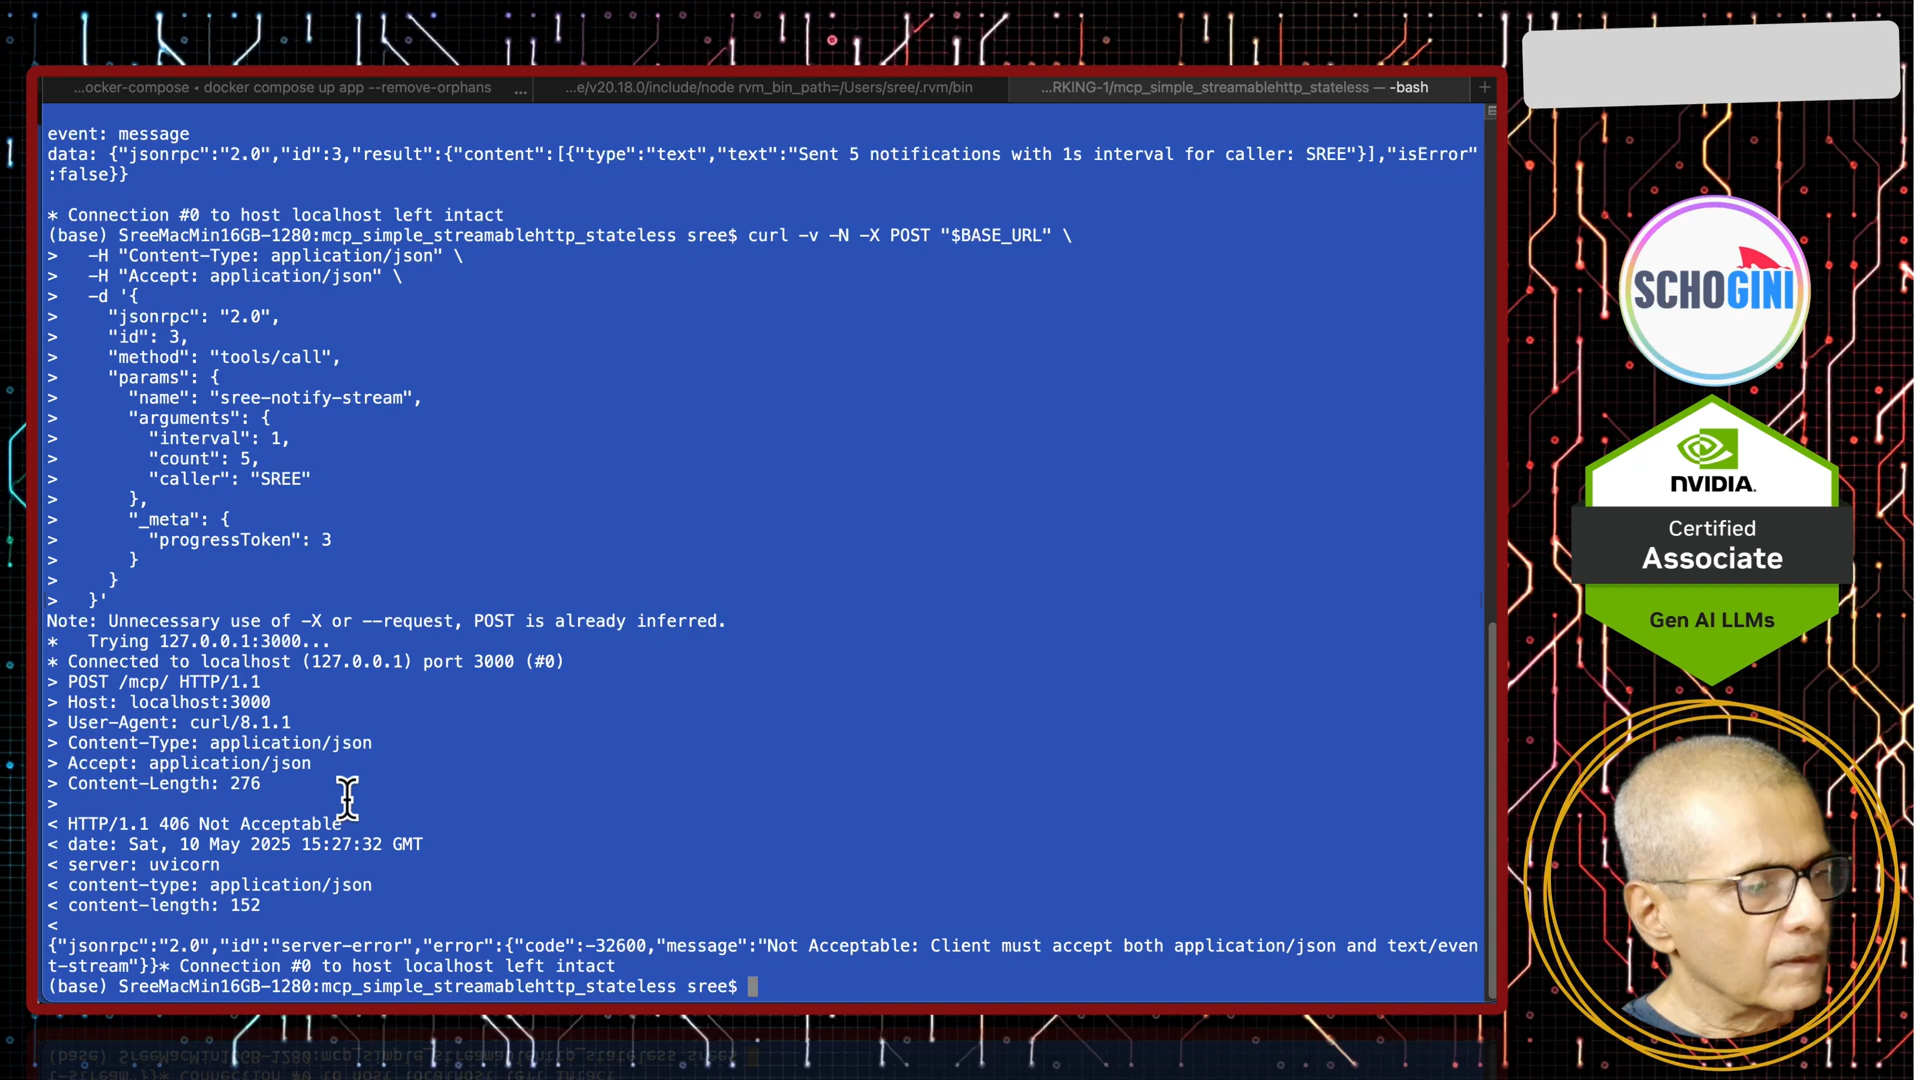 ...ocker-compose ◂ docker compose up app --remove-orphans ... ...e/v20.18.0/include/node rvm_bin_path=/Users/sree/.rvm/bin ...RKING-1/mcp_simple_streamablehttp_stateless — -bash +
event: message
data: {"jsonrpc":"2.0","id":3,"result":{"content":[{"type":"text","text":"Sent 5 notifications with 1s interval for caller: SREE"}],"isError"
:false}}
* Connection #0 to host localhost left intact
(base) SreeMacMin16GB-1280:mcp_simple_streamablehttp_stateless sree$ curl -v -N -X POST "$BASE_URL" \
>   -H "Content-Type: application/json" \
>   -H "Accept: application/json" \
>   -d '{
>     "jsonrpc": "2.0",
>     "id": 3,
>     "method": "tools/call",
>     "params": {
>       "name": "sree-notify-stream",
>       "arguments": {
>         "interval": 1,
>         "count": 5,
>         "caller": "SREE"
>       },
>       "_meta": {
>         "progressToken": 3
>       }
>     }
>   }'
Note: Unnecessary use of -X or --request, POST is already inferred.
*   Trying 127.0.0.1:3000...
* Connected to localhost (127.0.0.1) port 3000 (#0)
> POST /mcp/ HTTP/1.1
> Host: localhost:3000
> User-Agent: curl/8.1.1
> Content-Type: application/json
> Accept: application/json
> Content-Length: 276
>
< HTTP/1.1 406 Not Acceptable
< date: Sat, 10 May 2025 15:27:32 GMT
< server: uvicorn
< content-type: application/json
< content-length: 152
<
{"jsonrpc":"2.0","id":"server-error","error":{"code":-32600,"message":"Not Acceptable: Client must accept both application/json and text/even
t-stream"}}* Connection #0 to host localhost left intact
(base) SreeMacMin16GB-1280:mcp_simple_streamablehttp_stateless sree$
SCHOGINI
NVIDIA.
Certified
Associate
Gen AI LLMs